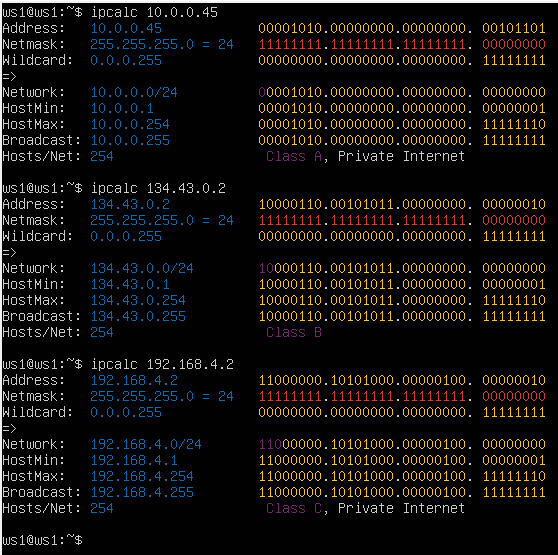 ws1@ws1:~$ ipcalc 10.0.0.45
Address:   10.0.0.45            00001010.00000000.00000000. 00101101
Netmask:   255.255.255.0 = 24   11111111.11111111.11111111. 00000000
Wildcard:  0.0.0.255            00000000.00000000.00000000. 11111111
=>
Network:   10.0.0.0/24          00001010.00000000.00000000. 00000000
HostMin:   10.0.0.1             00001010.00000000.00000000. 00000001
HostMax:   10.0.0.254           00001010.00000000.00000000. 11111110
Broadcast: 10.0.0.255           00001010.00000000.00000000. 11111111
Hosts/Net: 254                   Class A, Private Internet
ws1@ws1:~$ ipcalc 134.43.0.2
Address:   134.43.0.2           10000110.00101011.00000000. 00000010
Netmask:   255.255.255.0 = 24   11111111.11111111.11111111. 00000000
Wildcard:  0.0.0.255            00000000.00000000.00000000. 11111111
=>
Network:   134.43.0.0/24        10000110.00101011.00000000. 00000000
HostMin:   134.43.0.1           10000110.00101011.00000000. 00000001
HostMax:   134.43.0.254         10000110.00101011.00000000. 11111110
Broadcast: 134.43.0.255         10000110.00101011.00000000. 11111111
Hosts/Net: 254                   Class B
ws1@ws1:~$ ipcalc 192.168.4.2
Address:   192.168.4.2          11000000.10101000.00000100. 00000010
Netmask:   255.255.255.0 = 24   11111111.11111111.11111111. 00000000
Wildcard:  0.0.0.255            00000000.00000000.00000000. 11111111
=>
Network:   192.168.4.0/24       11000000.10101000.00000100. 00000000
HostMin:   192.168.4.1          11000000.10101000.00000100. 00000001
HostMax:   192.168.4.254        11000000.10101000.00000100. 11111110
Broadcast: 192.168.4.255        11000000.10101000.00000100. 11111111
Hosts/Net: 254                   Class C, Private Internet
ws1@ws1:~$